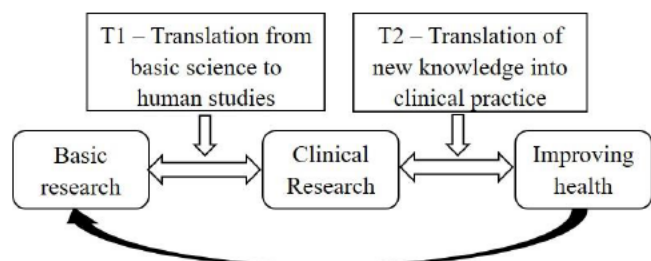 T1 – Translation from
basic science to
human studies
T2 – Translation of
new knowledge into
clinical practice
Basic
research
Clinical
Research
Improving
health